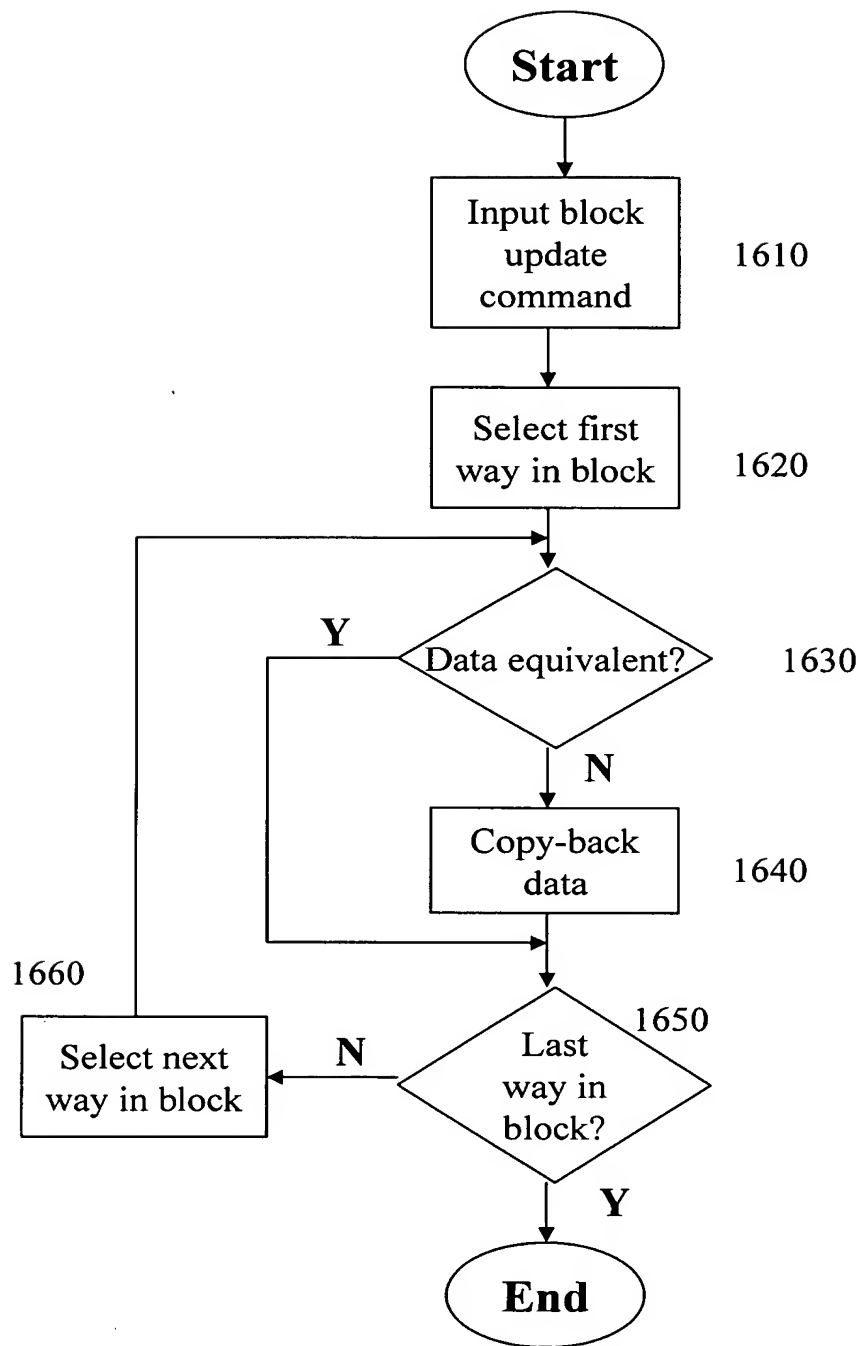 Start
Input block
update
command
1610
Select first
way in block
1620
Y
Data equivalent?
1630
N
Copy-back
data
1640
1660
1650
Select next
way in block
N
Last
way in
block?
Y
End